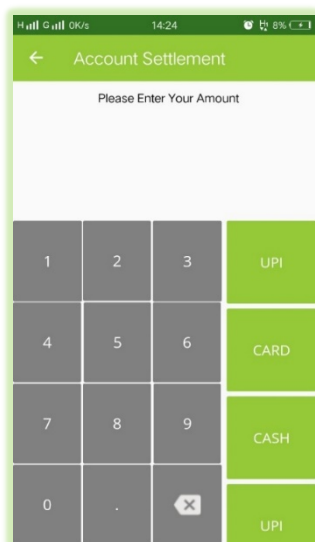 H G 0K/s 14:24 8%
Account Settlement
Please Enter Your Amount
1 2 3 UPI
4 5 6 CARD
7 8 9 CASH
0 . UPI